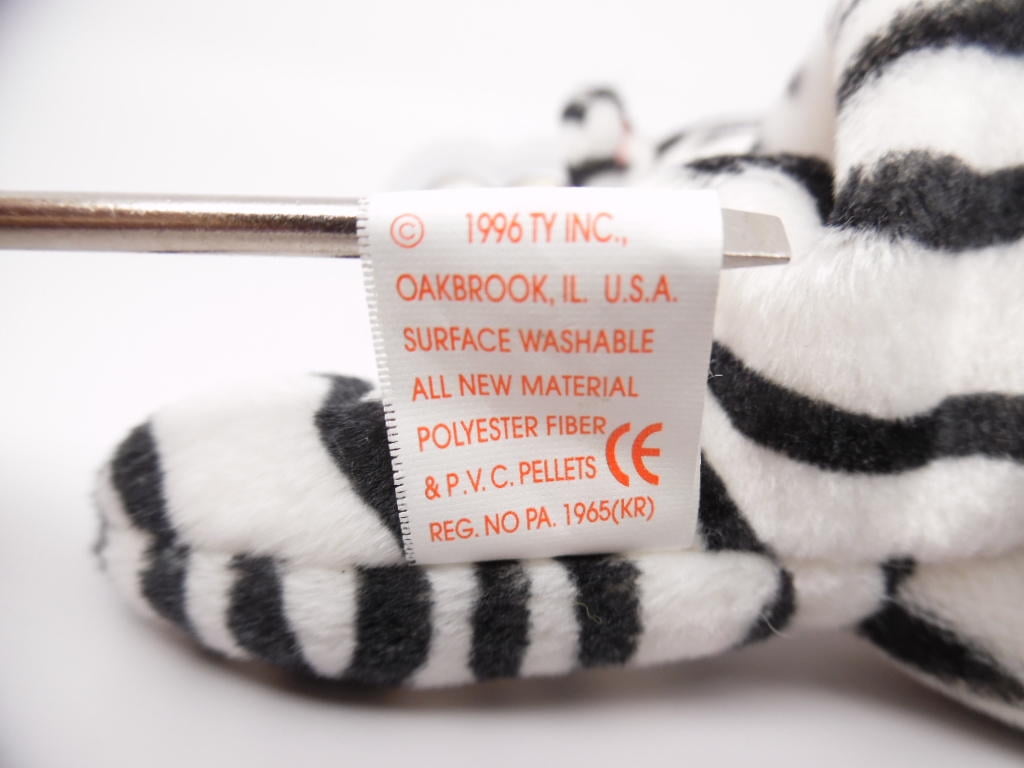 © 1996 TY INC.,
OAKBROOK, IL. U.S.A.
SURFACE WASHABLE
ALL NEW MATERIAL
POLYESTER FIBER
& P.V.C. PELLETS CE
REG. NO PA. 1965(KR)